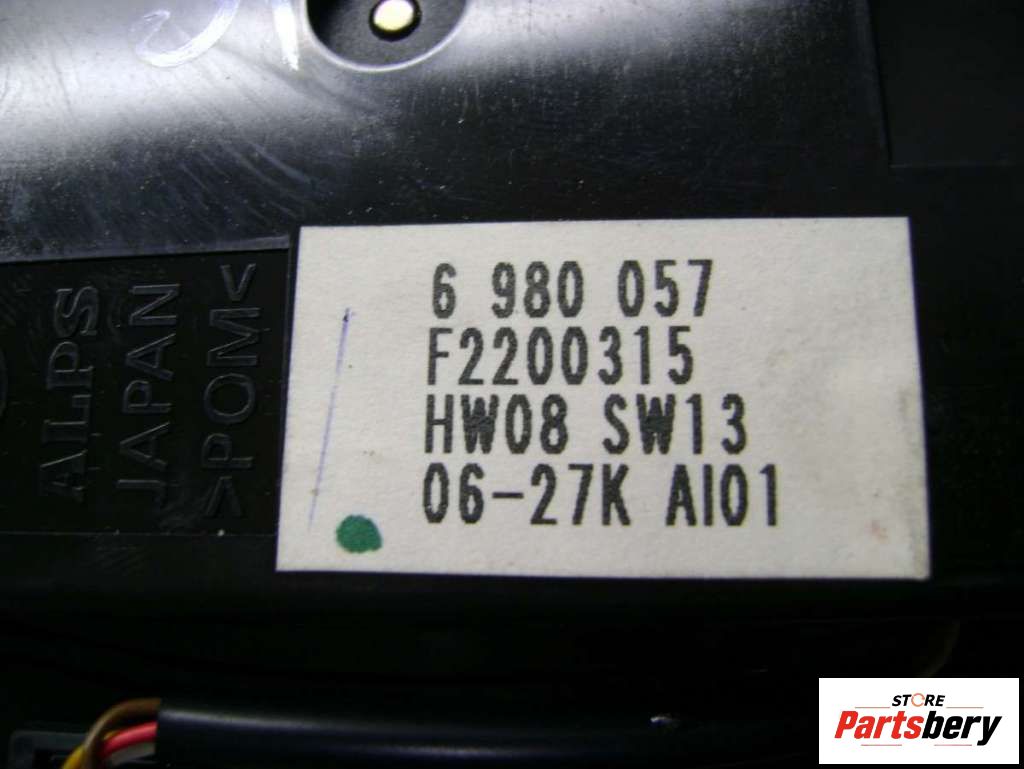 6 980 057
F2200315
HW08 SW13
06-27K AI01
ALPS
JAPAN
>POM<
STORE
Partsbery